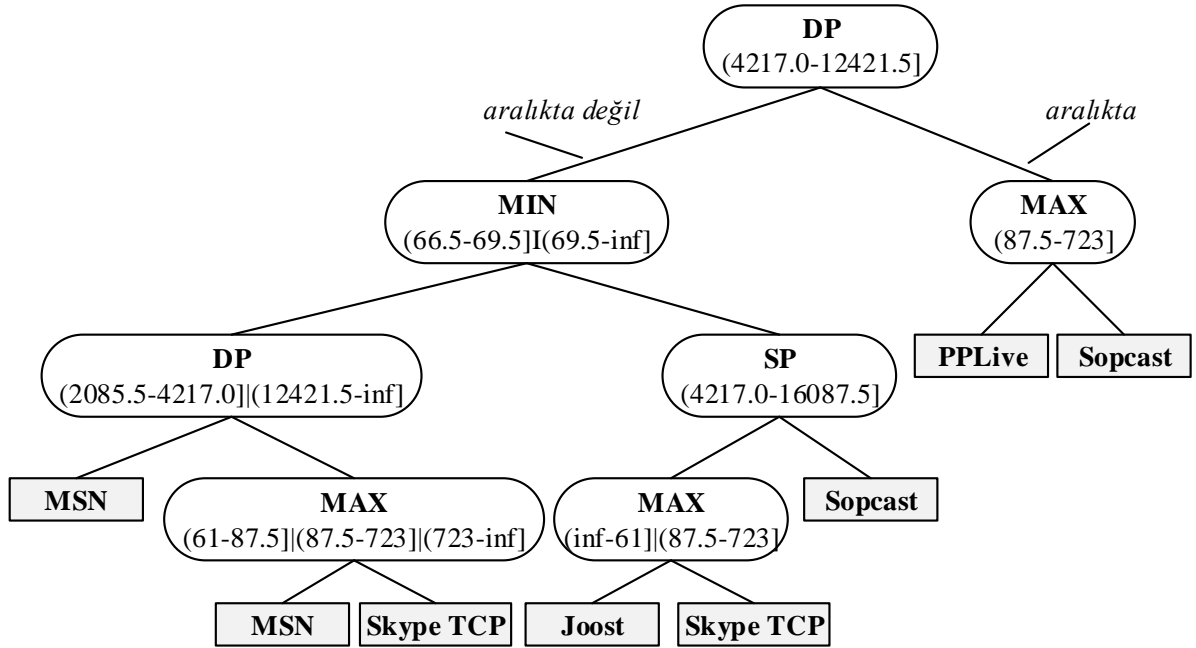 DP
(4217.0-12421.5]
aralıkta değil
aralıkta
MIN
(66.5-69.5]I(69.5-inf]
MAX
(87.5-723]
DP
(2085.5-4217.0]|(12421.5-inf]
SP
(4217.0-16087.5]
PPLive
Sopcast
MSN
MAX
(61-87.5]|(87.5-723]|(723-inf]
MAX
(inf-61]|(87.5-723]
Sopcast
MSN
Skype TCP
Joost
Skype TCP